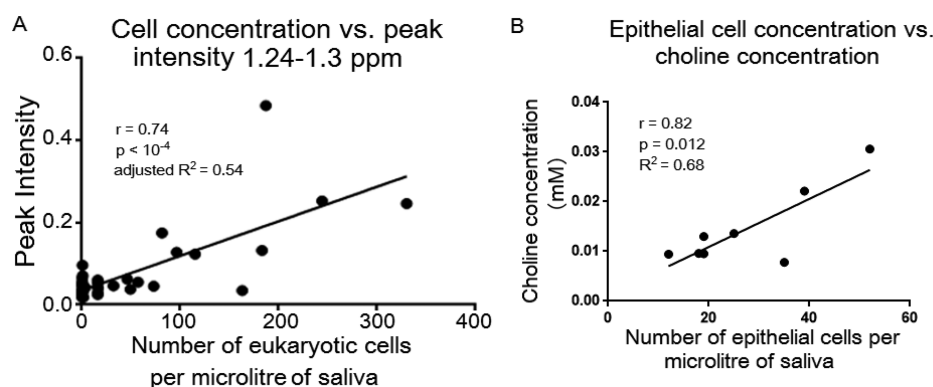 A
Cell concentration vs. peak
intensity 1.24-1.3 ppm
0.6
0.4
0.2
0.0
Peak Intensity
r = 0.74
p < 10⁻⁴
adjusted R² = 0.54
0
100
200
300
400
Number of eukaryotic cells
per microlitre of saliva
B
Epithelial cell concentration vs.
choline concentration
0.04
0.03
0.02
0.01
0.00
Choline concentration
(mM)
r = 0.82
p = 0.012
R² = 0.68
0
20
40
60
Number of epithelial cells per
microlitre of saliva